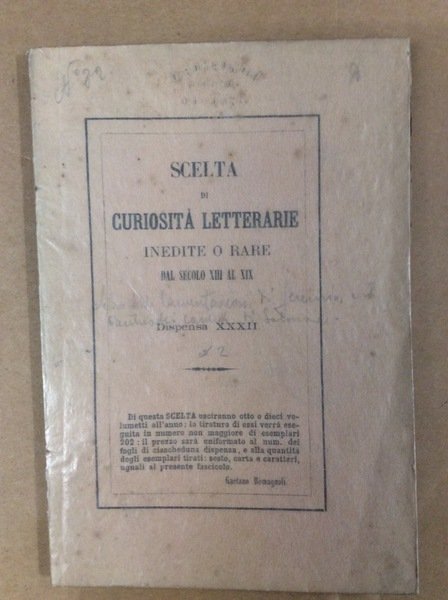 SCELTA
DI
CURIOSITÀ LETTERARIE
INEDITE O RARE
DAL SECOLO XIII AL XIX
Dispensa XXXII
Di questa SCELTA esciranno otto o dieci vo-
lumetti all'anno: la tiratura di essi verrà ese-
guita in numero non maggiore di esemplari
202: il prezzo sarà uniformato al num. dei
fogli di ciascheduna dispensa, e alla quantità
degli esemplari tirati: sesto, carta e caratteri,
uguali al presente fascicolo.
Gaetano Romagnoli.